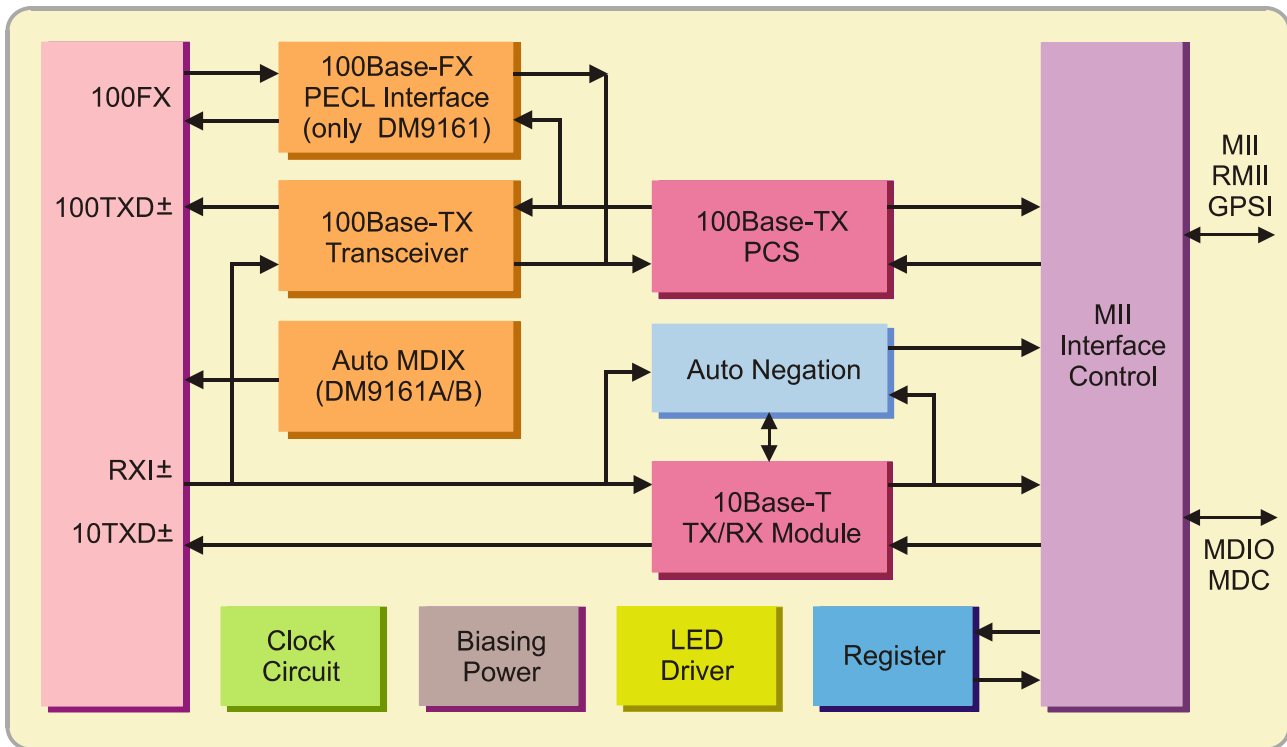 100FX
100TXD±
RXI±
10TXD±
100Base-FX
PECL Interface
(only DM9161)
100Base-TX
Transceiver
Auto MDIX
(DM9161A/B)
100Base-TX
PCS
Auto Negation
10Base-T
TX/RX Module
MII
Interface
Control
MII
RMII
GPSI
MDIO
MDC
Clock
Circuit
Biasing
Power
LED
Driver
Register